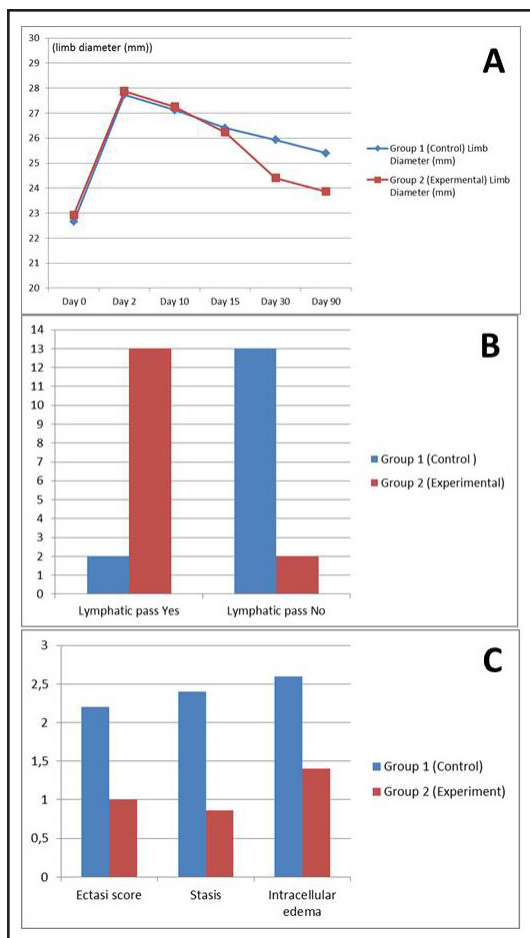 A
(limb diameter (mm))
30
29
28
27
26
25
24
23
22
21
20
Day 0 Day 2 Day 10 Day 15 Day 30 Day 90
Group 1 (Control) Limb
Diameter (mm)
Group 2 (Expermental) Limb
Diameter (mm)
B
14
13
12
11
10
9
8
7
6
5
4
3
2
1
0
Lymphatic pass Yes Lymphatic pass No
Group 1 (Control )
Group 2 (Experimental)
C
3
2,5
2
1,5
1
0,5
0
Ectasi score Stasis Intracellular
edema
Group 1 (Control)
Group 2 (Experiment)